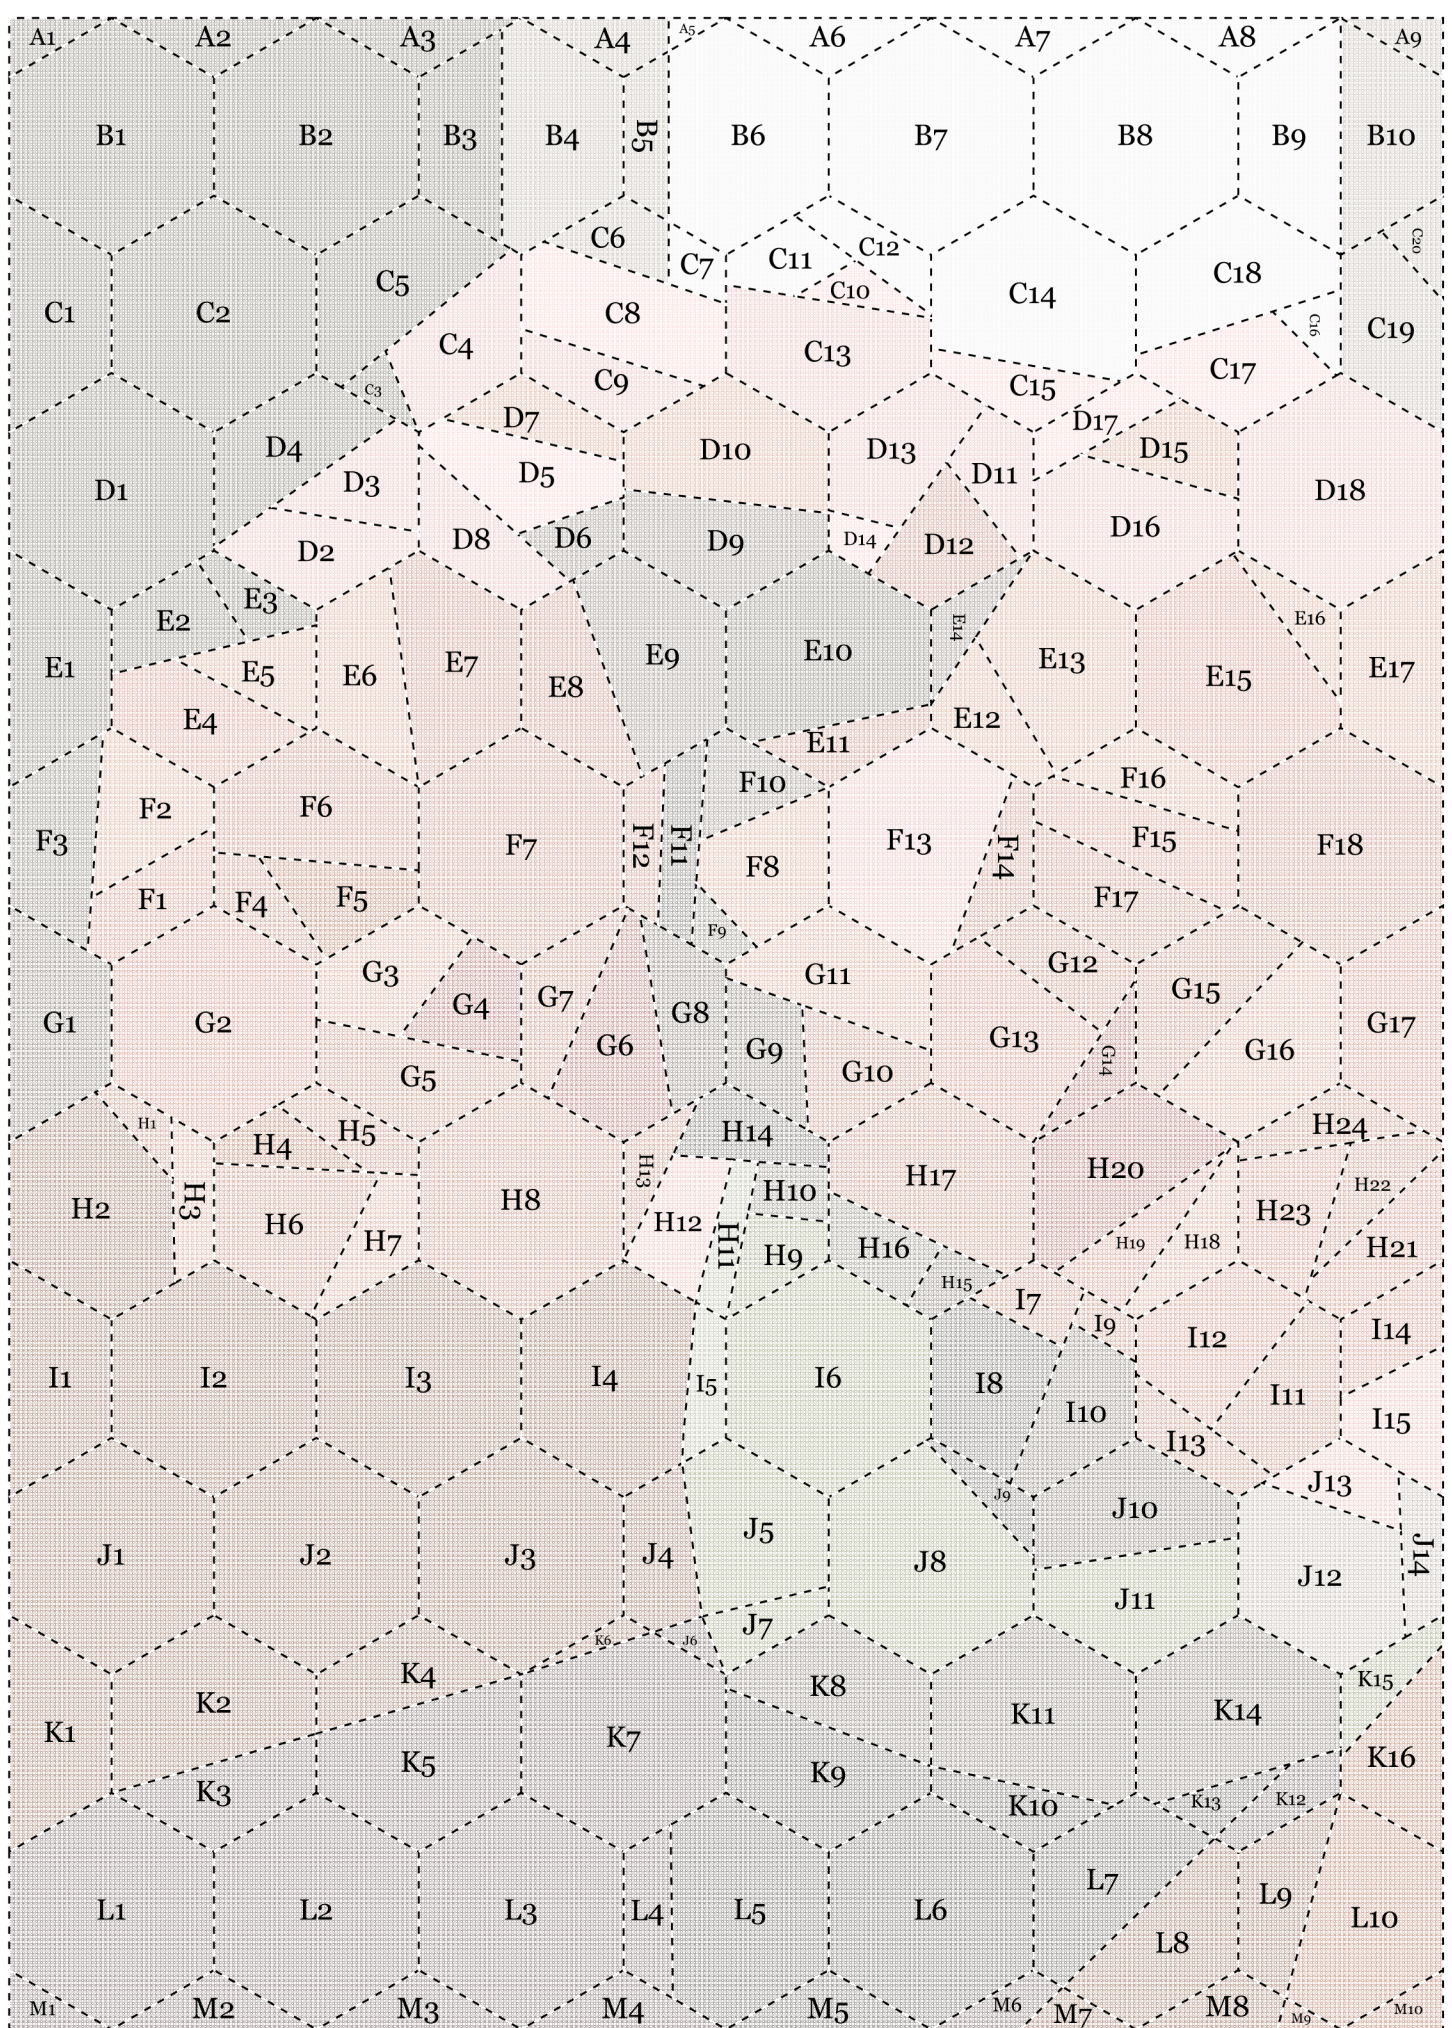 A1 A2 A3 A4 A5 A6 A7 A8 A9
B1 B2 B3 B4 B5 B6 B7 B8 B9 B10
C1 C2 C3 C4 C5 C6 C7 C8 C9 C10 C11 C12 C13 C14 C15 C16 C17 C18 C19 C20
D1 D2 D3 D4 D5 D6 D7 D8 D9 D10 D11 D12 D13 D14 D15 D16 D17 D18
E1 E2 E3 E4 E5 E6 E7 E8 E9 E10 E11 E12 E13 E14 E15 E16 E17
F1 F2 F3 F4 F5 F6 F7 F8 F9 F10 F11 F12 F13 F14 F15 F16 F17 F18
G1 G2 G3 G4 G5 G6 G7 G8 G9 G10 G11 G12 G13 G14 G15 G16 G17
H1 H2 H3 H4 H5 H6 H7 H8 H9 H10 H11 H12 H13 H14 H15 H16 H17 H18 H19 H20 H21 H22 H23 H24
I1 I2 I3 I4 I5 I6 I7 I8 I9 I10 I11 I12 I13 I14 I15
J1 J2 J3 J4 J5 J6 J7 J8 J9 J10 J11 J12 J13 J14
K1 K2 K3 K4 K5 K6 K7 K8 K9 K10 K11 K12 K13 K14 K15 K16
L1 L2 L3 L4 L5 L6 L7 L8 L9 L10
M1 M2 M3 M4 M5 M6 M7 M8 M9 M10